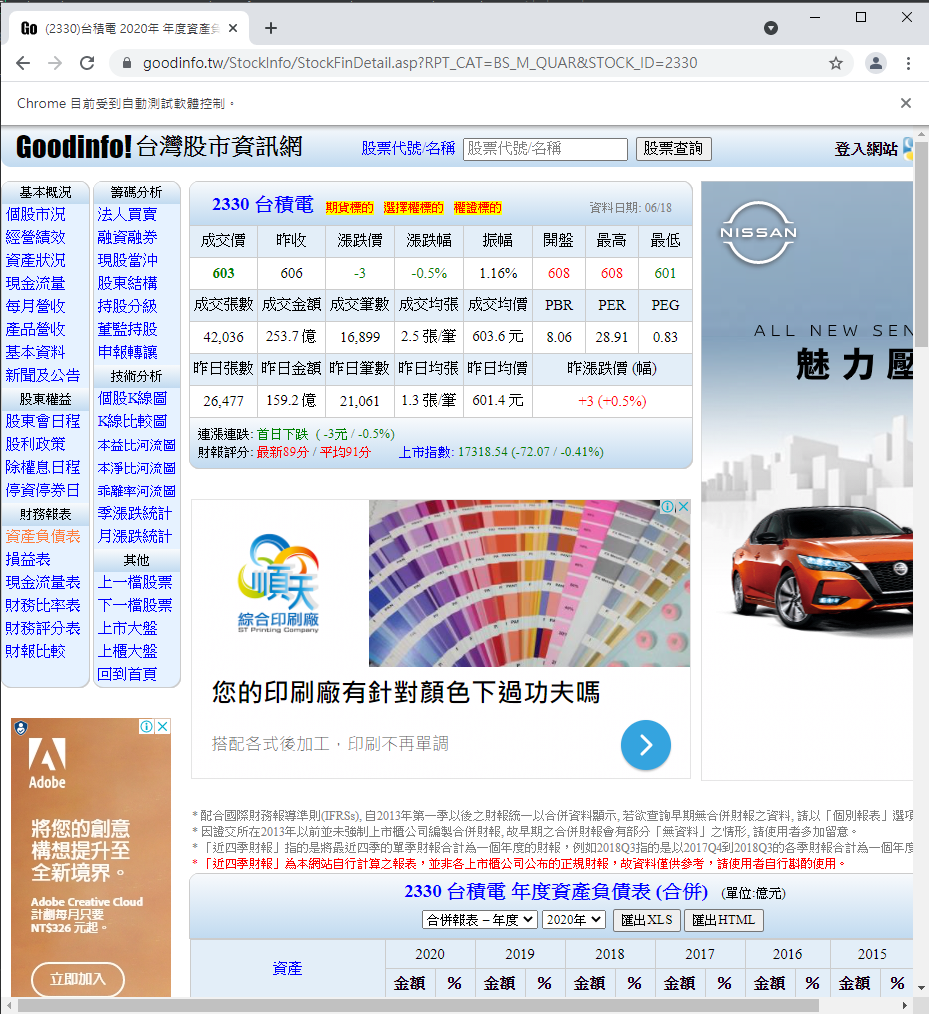 Go (2330)台積電 2020年 年度資產負
goodinfo.tw/StockInfo/StockFinDetail.asp?RPT_CAT=BS_M_QUAR&STOCK_ID=2330
Chrome 目前受到自動測試軟體控制。
Goodinfo! 台灣股市資訊網 股票代號/名稱 股票代號/名稱 股票查詢 登入網站
基本概況
個股市況
經營績效
資產狀況
現金流量
每月營收
產品營收
基本資料
新聞及公告
股東權益
股東會日程
股利政策
除權息日程
停資停券日
財務報表
資產負債表
損益表
現金流量表
財務比率表
財務評分表
財報比較
籌碼分析
法人買賣
融資融券
現股當沖
股東結構
持股分級
董監持股
申報轉讓
技術分析
個股K線圖
K線比較圖
本益比河流圖
本淨比河流圖
乖離率河流圖
季漲跌統計
月漲跌統計
其他
上一檔股票
下一檔股票
上市大盤
上櫃大盤
回到首頁
2330 台積電 期貨標的 選擇權標的 權證標的 資料日期: 06/18
成交價 昨收 漲跌價 漲跌幅 振幅 開盤 最高 最低
603 606 -3 -0.5% 1.16% 608 608 601
成交張數 成交金額 成交筆數 成交均張 成交均價 PBR PER PEG
42,036 253.7 億 16,899 2.5 張/筆 603.6 元 8.06 28.91 0.83
昨日張數 昨日金額 昨日筆數 昨日均張 昨日均價 昨漲跌價 (幅)
26,477 159.2 億 21,061 1.3 張/筆 601.4 元 +3 (+0.5%)
連漲連跌: 首日下跌 ( -3元 / -0.5%)
財報評分: 最新89分 / 平均91分 上市指數: 17318.54 (-72.07 / -0.41%)
NISSAN
ALL NEW SEN
魅力壓
順天
綜合印刷廠
ST Printing Company
您的印刷廠有針對顏色下過功夫嗎
搭配各式後加工，印刷不再單調
Adobe
將您的創意
構想提升至
全新境界。
Adobe Creative Cloud
計劃每月只要
NT$326 元起。
立即加入
* 配合國際財務報導準則(IFRSs), 自2013年第一季以後之財報統一以合併資料顯示, 若欲查詢早期無合併財報之資料, 請以「個別報表」選項
* 因證交所在2013年以前並未強制上市櫃公司編製合併財報, 故早期之合併財報會有部分「無資料」之情形, 請使用者多加留意。
* 「近四季財報」指的是將最近四季的單季財報合計為一個年度的財報，例如2018Q3指的是以2017Q4到2018Q3的各季財報合計為一個年度
* 「近四季財報」為本網站自行計算之報表，並非各上市櫃公司公布的正規財報，故資料僅供參考，請使用者自行斟酌使用。
2330 台積電 年度資產負債表 (合併) (單位:億元)
合併報表 – 年度 2020年 匯出XLS 匯出HTML
資產 2020 2019 2018 2017 2016 2015
金額 % 金額 % 金額 % 金額 % 金額 % 金額 %